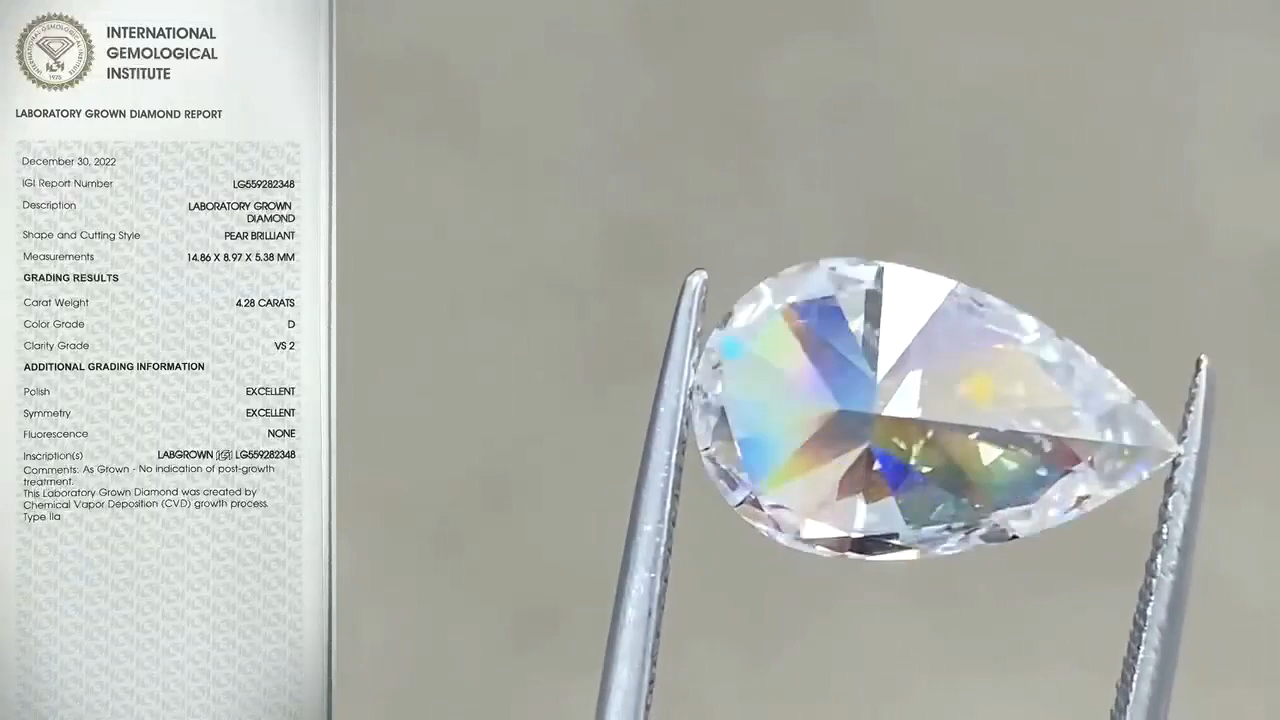 INTERNATIONAL
GEMOLOGICAL
INSTITUTE
1975
LABORATORY GROWN DIAMOND REPORT
December 30, 2022
IGI Report Number LG559282348
Description LABORATORY GROWN
DIAMOND
Shape and Cutting Style PEAR BRILLIANT
Measurements 14.86 X 8.97 X 5.38 MM
GRADING RESULTS
Carat Weight 4.28 CARATS
Color Grade D
Clarity Grade VS 2
ADDITIONAL GRADING INFORMATION
Polish EXCELLENT
Symmetry EXCELLENT
Fluorescence NONE
Inscription(s) LABGROWN IGI LG559282348
Comments: As Grown - No indication of post-growth
treatment.
This Laboratory Grown Diamond was created by
Chemical Vapor Deposition (CVD) growth process.
Type IIa